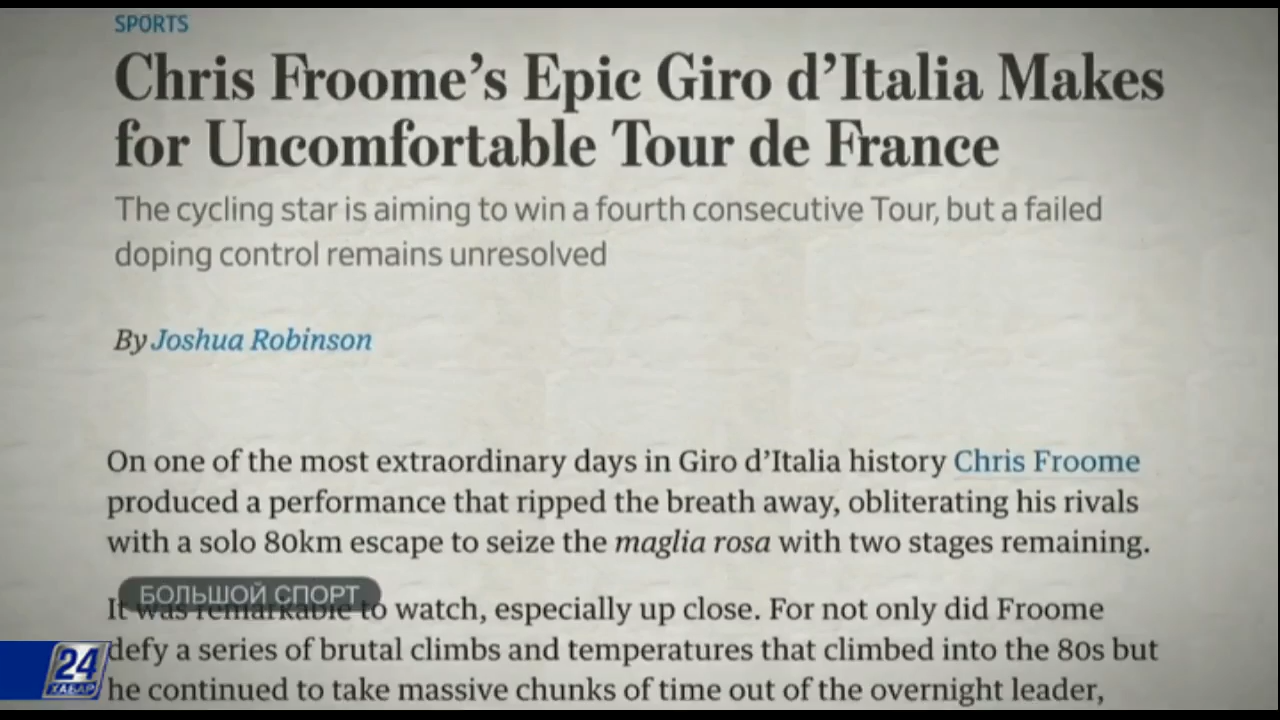 SPORTS
Chris Froome’s Epic Giro d’Italia Makes
for Uncomfortable Tour de France
The cycling star is aiming to win a fourth consecutive Tour, but a failed
doping control remains unresolved
By Joshua Robinson
On one of the most extraordinary days in Giro d’Italia history Chris Froome
produced a performance that ripped the breath away, obliterating his rivals
with a solo 80km escape to seize the maglia rosa with two stages remaining.
БОЛЬШОЙ СПОРТ
It was remarkable to watch, especially up close. For not only did Froome
defy a series of brutal climbs and temperatures that climbed into the 80s but
24
ХАБАР
he continued to take massive chunks of time out of the overnight leader,